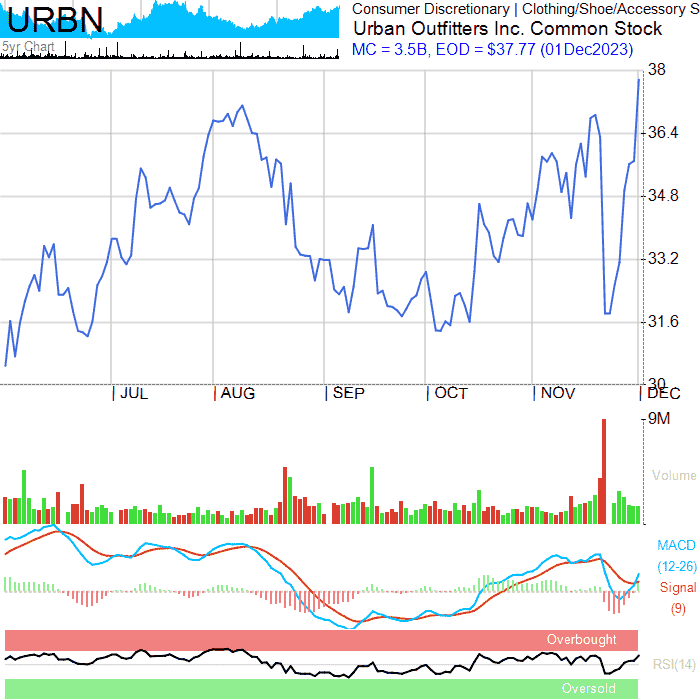 URBN
5yr Chart
Consumer Discretionary | Clothing/Shoe/Accessory S
Urban Outfitters Inc. Common Stock
MC = 3.5B, EOD = $37.77 (01Dec2023)
38
36.4
34.8
33.2
31.6
30
JUL
AUG
SEP
OCT
NOV
DEC
9M
Volume
MACD
(12-26)
Signal
(9)
Overbought
RSI(14)
Oversold